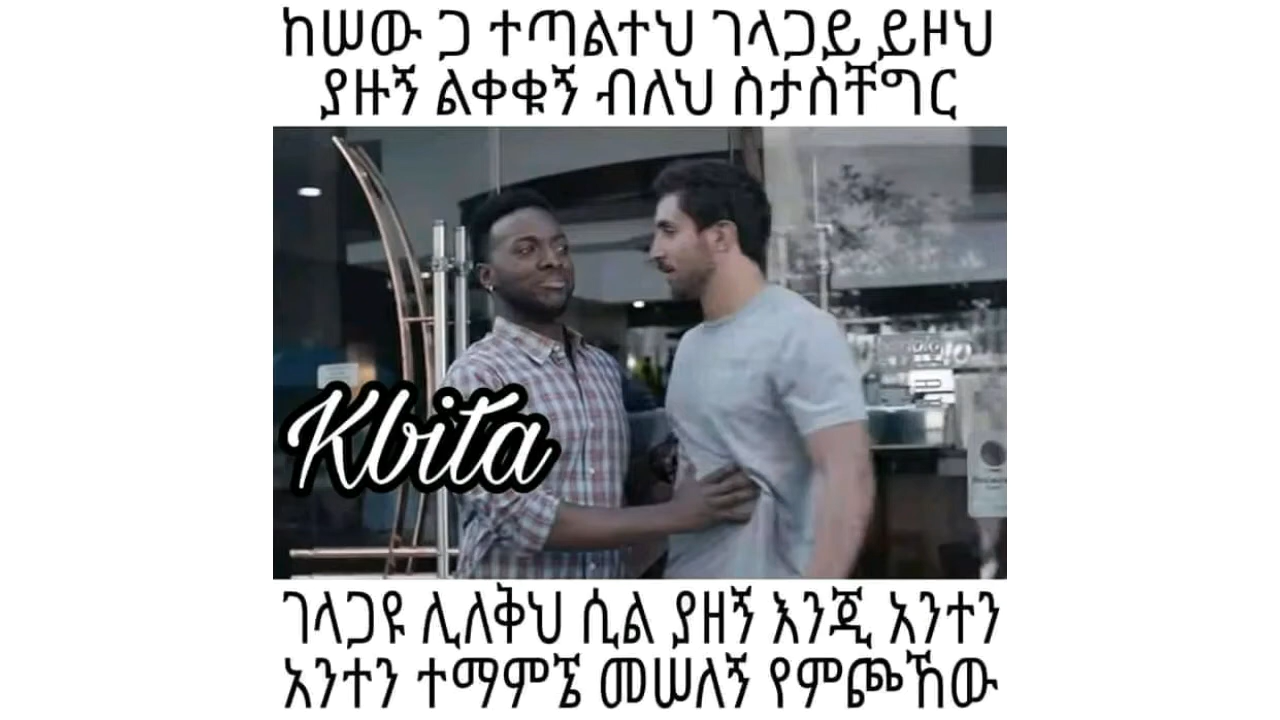 ከሠው ጋ ተጣልተህ ገላጋይ ይዞህ
ያዙኝ ልቀቁኝ ብለህ ስታስቸግር
Kbita
ገላጋዩ ሊለቅህ ሲል ያዘኝ እንጂ አንተን
አንተን ተማምኜ መሠለኝ የምጮኸው